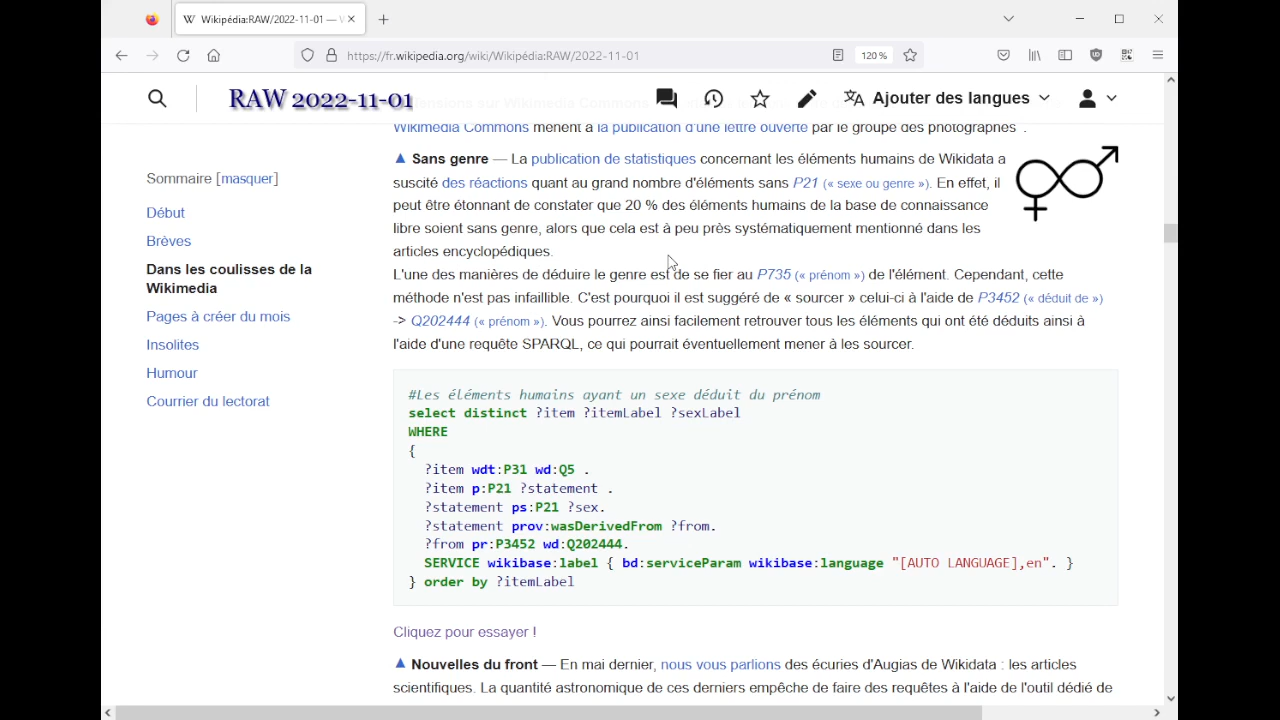 Wikipédia:RAW/2022-11-01 — W
https://fr.wikipedia.org/wiki/Wikipédia:RAW/2022-11-01
120 %
RAW 2022-11-01
Ajouter des langues
Sommaire [masquer]
Début
Brèves
Dans les coulisses de la
Wikimedia
Pages à créer du mois
Insolites
Humour
Courrier du lectorat
Wikimedia Commons mènent à la publication d'une lettre ouverte par le groupe des photographes .
▲ Sans genre — La publication de statistiques concernant les éléments humains de Wikidata a
suscité des réactions quant au grand nombre d'éléments sans P21 (« sexe ou genre »). En effet, il
peut être étonnant de constater que 20 % des éléments humains de la base de connaissance
libre soient sans genre, alors que cela est à peu près systématiquement mentionné dans les
articles encyclopédiques.
L'une des manières de déduire le genre est de se fier au P735 (« prénom ») de l'élément. Cependant, cette
méthode n'est pas infaillible. C'est pourquoi il est suggéré de « sourcer » celui-ci à l'aide de P3452 (« déduit de »)
-> Q202444 (« prénom »). Vous pourrez ainsi facilement retrouver tous les éléments qui ont été déduits ainsi à
l'aide d'une requête SPARQL, ce qui pourrait éventuellement mener à les sourcer.
#Les éléments humains ayant un sexe déduit du prénom
select distinct ?item ?itemLabel ?sexLabel
WHERE
{
?item wdt:P31 wd:Q5 .
?item p:P21 ?statement .
?statement ps:P21 ?sex.
?statement prov:wasDerivedFrom ?from.
?from pr:P3452 wd:Q202444.
SERVICE wikibase:label { bd:serviceParam wikibase:language "[AUTO LANGUAGE],en". }
} order by ?itemLabel
Cliquez pour essayer !
▲ Nouvelles du front — En mai dernier, nous vous parlions des écuries d'Augias de Wikidata : les articles
scientifiques. La quantité astronomique de ces derniers empêche de faire des requêtes à l'aide de l'outil dédié de